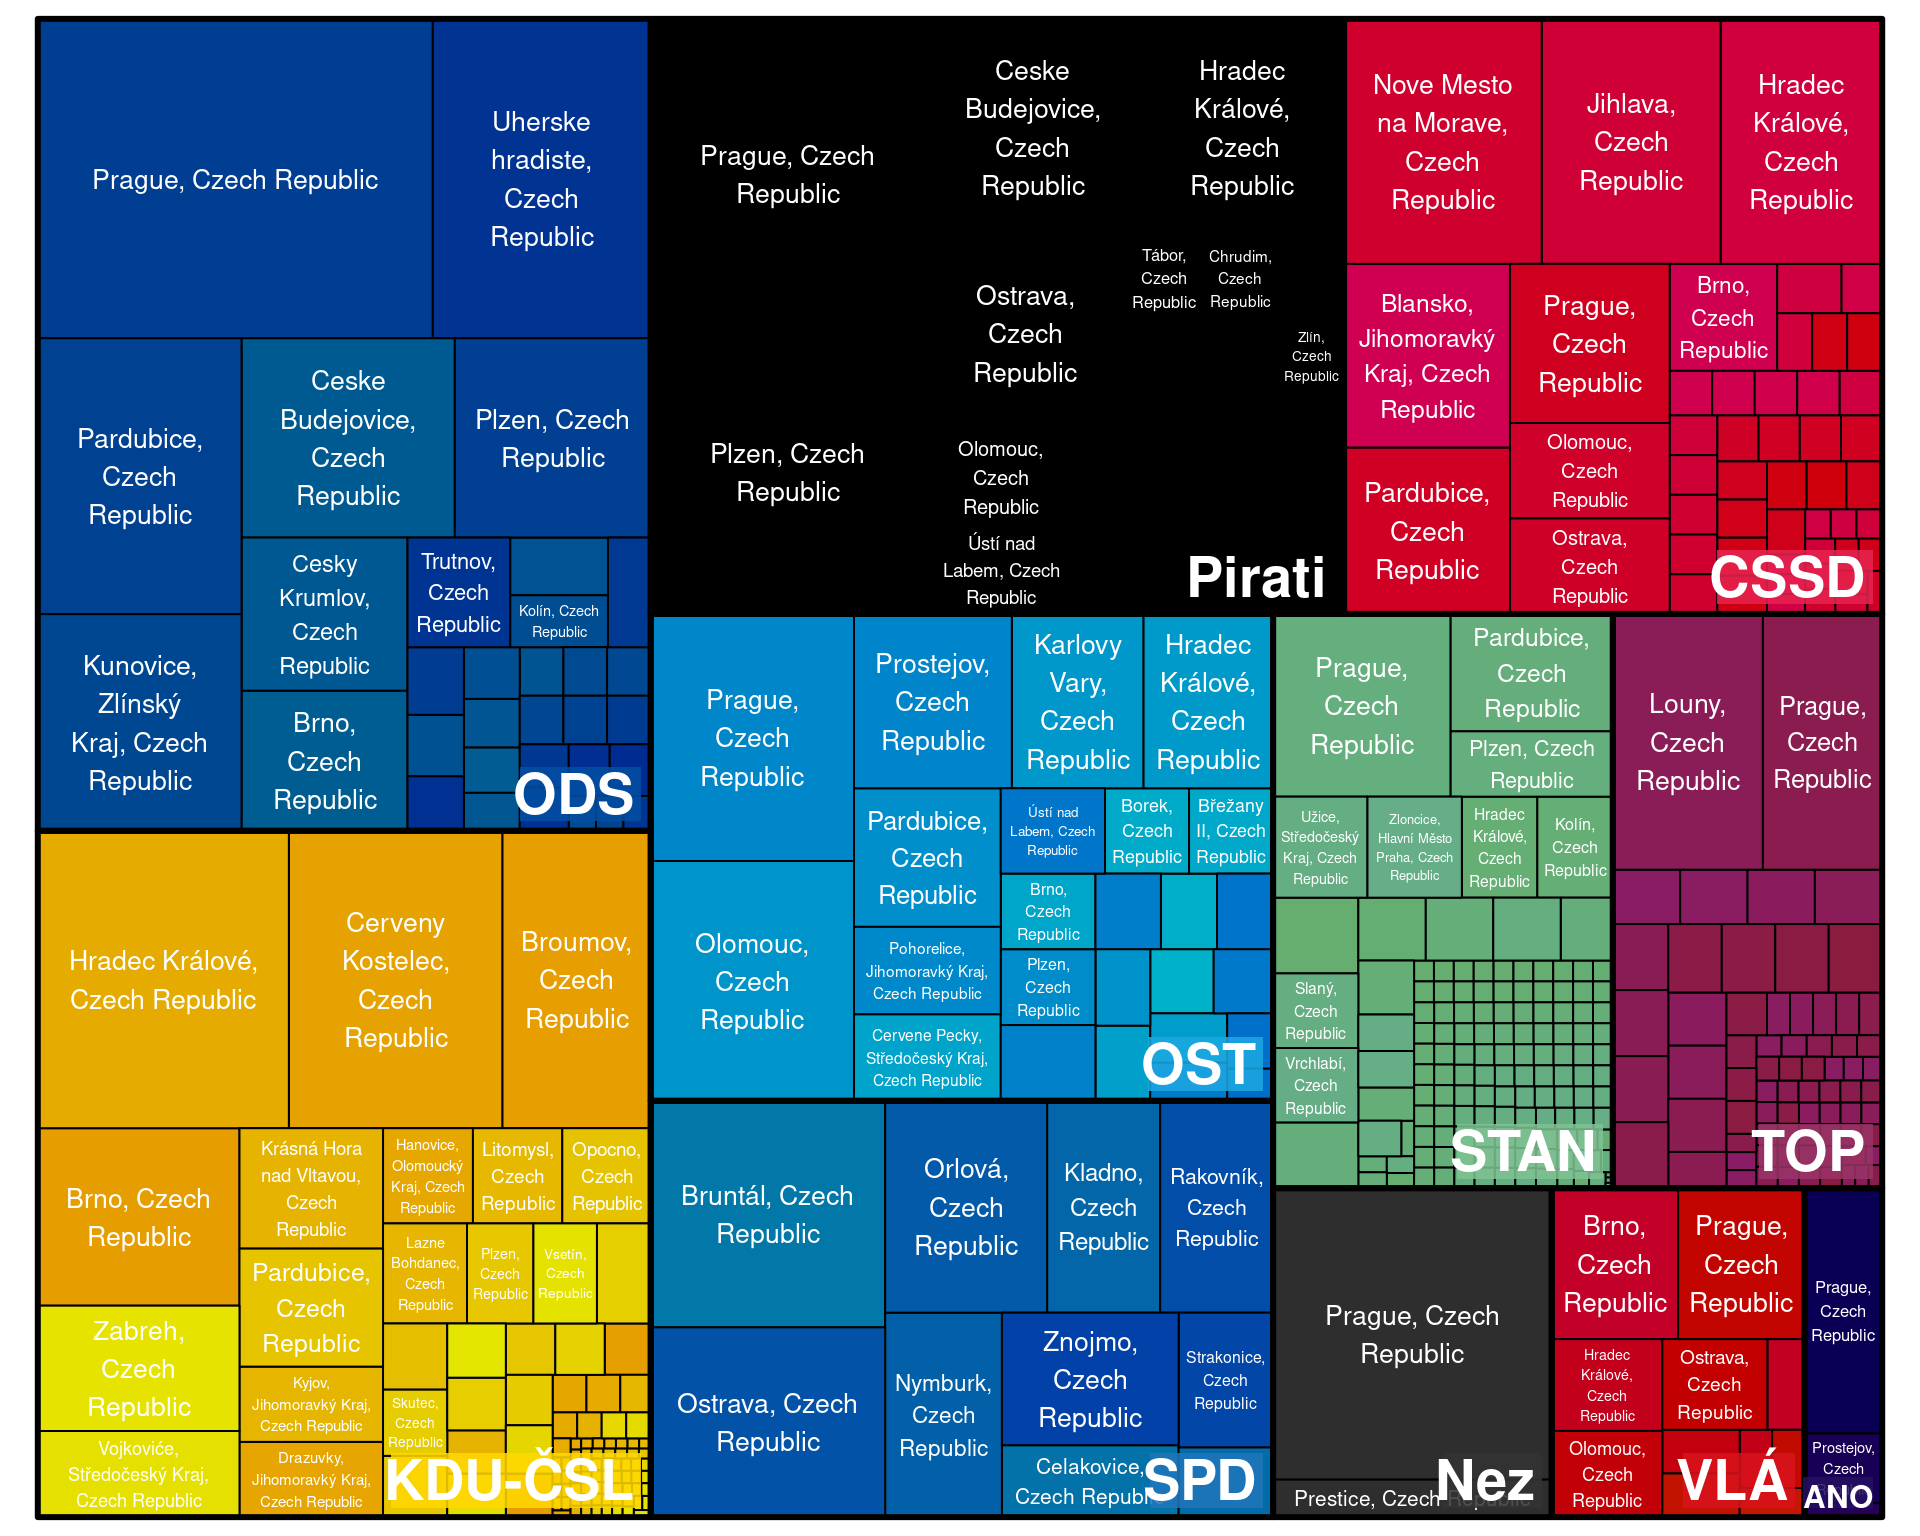 Prague, Czech Republic
Uherske
hradiste,
Czech
Republic
Pardubice,
Czech
Republic
Ceske
Budejovice,
Czech
Republic
Plzen, Czech
Republic
Kunovice,
Zlínský
Kraj, Czech
Republic
Cesky
Krumlov,
Czech
Republic
Trutnov,
Czech
Republic
Kolín, Czech
Republic
Brno,
Czech
Republic
ODS
Prague, Czech
Republic
Ceske
Budejovice,
Czech
Republic
Hradec
Králové,
Czech
Republic
Plzen, Czech
Republic
Ostrava,
Czech
Republic
Tábor,
Czech
Republic
Chrudim,
Czech
Republic
Zlín,
Czech
Republic
Olomouc,
Czech
Republic
Ústí nad
Labem, Czech
Republic
Pirati
Nove Mesto
na Morave,
Czech
Republic
Jihlava,
Czech
Republic
Hradec
Králové,
Czech
Republic
Blansko,
Jihomoravký
Kraj, Czech
Republic
Prague,
Czech
Republic
Brno,
Czech
Republic
Pardubice,
Czech
Republic
Olomouc,
Czech
Republic
Ostrava,
Czech
Republic
CSSD
Hradec Králové,
Czech Republic
Cerveny
Kostelec,
Czech
Republic
Broumov,
Czech
Republic
Brno, Czech
Republic
Krásná Hora
nad Vltavou,
Czech
Republic
Hanovice,
Olomoucký
Kraj, Czech
Republic
Litomysl,
Czech
Republic
Opocno,
Czech
Republic
Zabreh,
Czech
Republic
Pardubice,
Czech
Republic
Lazne
Bohdanec,
Czech
Republic
Plzen,
Czech
Republic
Vsetín,
Czech
Republic
Kyjov,
Jihomoravký Kraj,
Czech Republic
Skutec,
Czech
Republic
Vojkoviće,
Středočeský Kraj,
Czech Republic
Drazuvky,
Jihomoravký Kraj,
Czech Republic
KDU-ČSL
Prague,
Czech
Republic
Prostejov,
Czech
Republic
Karlovy
Vary,
Czech
Republic
Hradec
Králové,
Czech
Republic
Olomouc,
Czech
Republic
Pardubice,
Czech
Republic
Ústí nad
Labem, Czech
Republic
Borek,
Czech
Republic
Břežany
II, Czech
Republic
Pohorelice,
Jihomoravký Kraj,
Czech Republic
Brno,
Czech
Republic
Plzen,
Czech
Republic
Cervene Pecky,
Středočeský Kraj,
Czech Republic
OST
Prague,
Czech
Republic
Pardubice,
Czech
Republic
Plzen, Czech
Republic
Užice,
Středočeský
Kraj, Czech
Republic
Zloncice,
Hlavní Město
Praha, Czech
Republic
Hradec
Králové,
Czech
Republic
Kolín,
Czech
Republic
Slaný,
Czech
Republic
Vrchlabí,
Czech
Republic
STAN
Louny,
Czech
Republic
Prague,
Czech
Republic
TOP
Bruntál, Czech
Republic
Orlová,
Czech
Republic
Kladno,
Czech
Republic
Rakovník,
Czech
Republic
Ostrava, Czech
Republic
Nymburk,
Czech
Republic
Znojmo,
Czech
Republic
Strakonice,
Czech
Republic
Celakovice,
Czech Republic
SPD
Prague, Czech
Republic
Prestice, Czech Republic
Nez
Brno,
Czech
Republic
Prague,
Czech
Republic
Hradec
Králové,
Czech
Republic
Ostrava,
Czech
Republic
Olomouc,
Czech
Republic
VLÁ
Prague,
Czech
Republic
Prostejov,
Czech
ANO